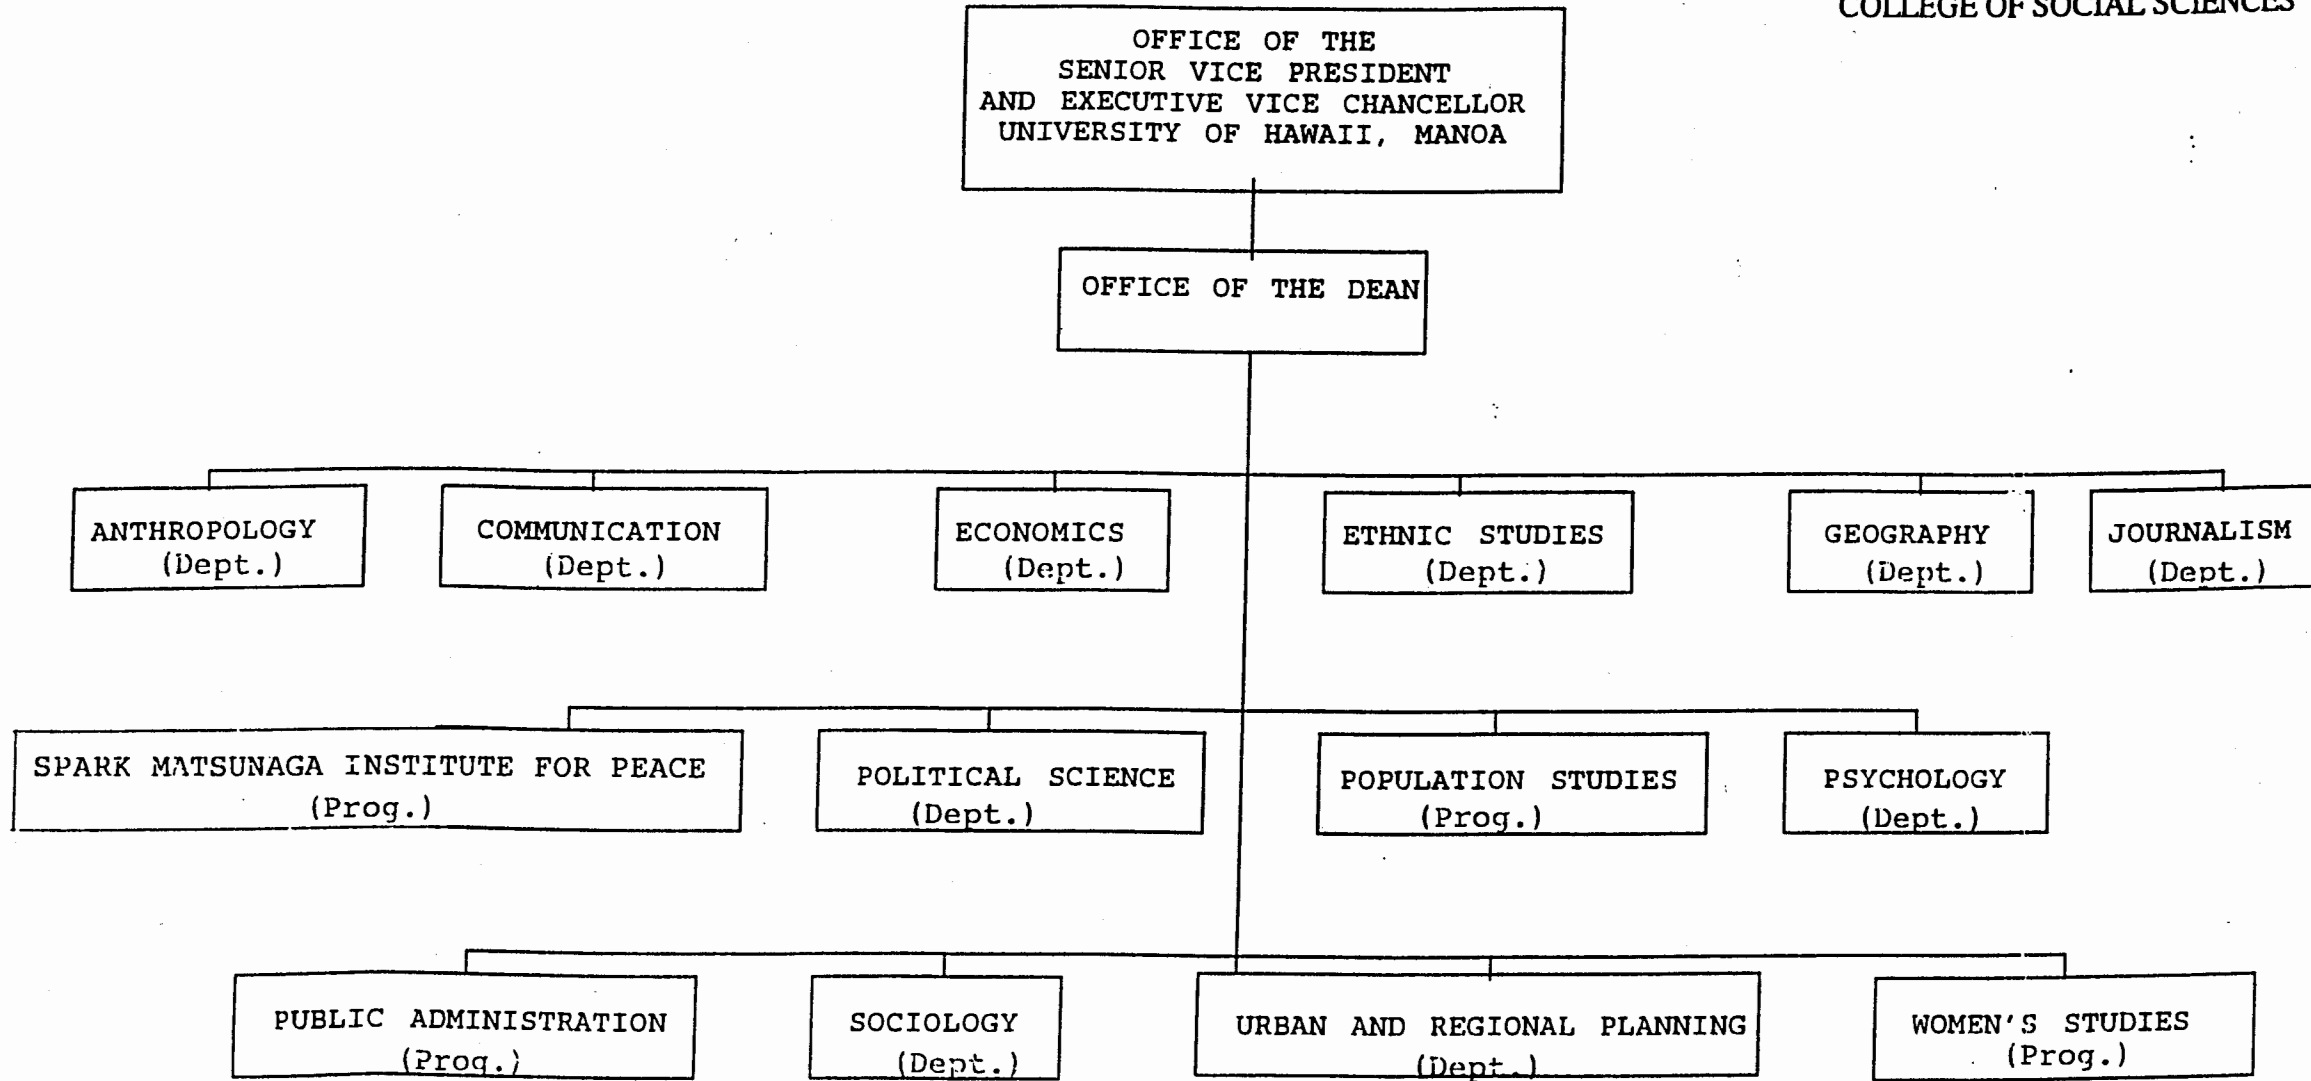 COLLEGE OF SOCIAL SCIENCES
OFFICE OF THE
SENIOR VICE PRESIDENT
AND EXECUTIVE VICE CHANCELLOR
UNIVERSITY OF HAWAII, MANOA
OFFICE OF THE DEAN
ANTHROPOLOGY
(Dept.)
COMMUNICATION
(Dept.)
ECONOMICS
(Dept.)
ETHNIC STUDIES
(Dept.)
GEOGRAPHY
(Dept.)
JOURNALISM
(Dept.)
SPARK MATSUNAGA INSTITUTE FOR PEACE
(Prog.)
POLITICAL SCIENCE
(Dept.)
POPULATION STUDIES
(Prog.)
PSYCHOLOGY
(Dept.)
PUBLIC ADMINISTRATION
(Prog.)
SOCIOLOGY
(Dept.)
URBAN AND REGIONAL PLANNING
(Dept.)
WOMEN'S STUDIES
(Prog.)